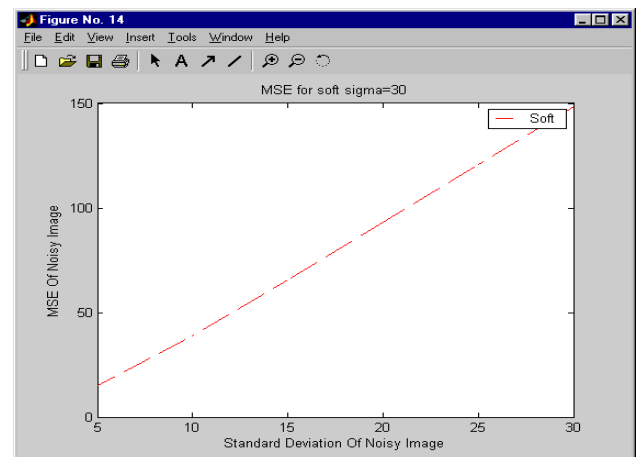 Figure No. 14
File Edit View Insert Tools Window Help
A
MSE for soft sigma=30
Soft
150
100
50
0
MSE Of Noisy Image
5 10 15 20 25 30
Standard Deviation Of Noisy Image